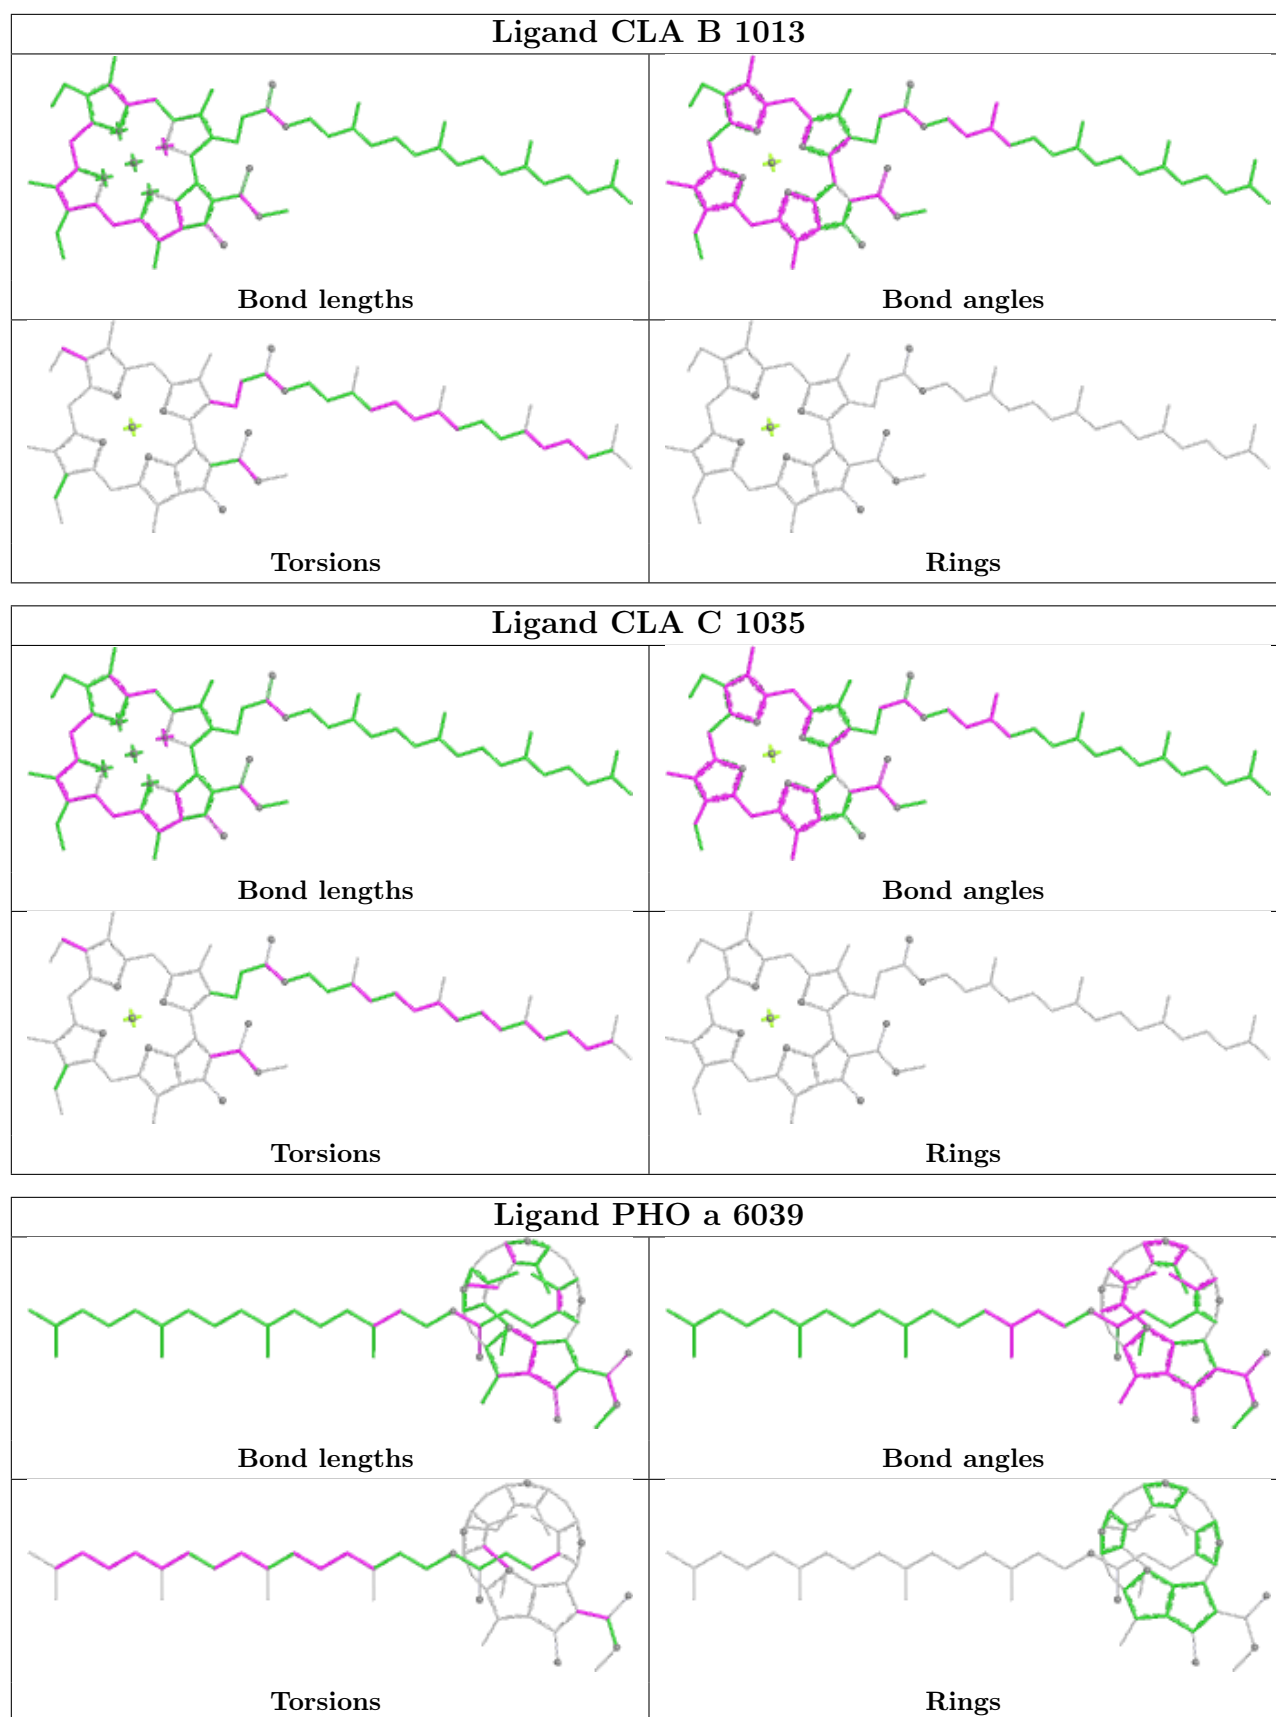 Ligand CLA B 1013
Bond lengths
Bond angles
Torsions
Rings
Ligand CLA C 1035
Bond lengths
Bond angles
Torsions
Rings
Ligand PHO a 6039
Bond lengths
Bond angles
Torsions
Rings